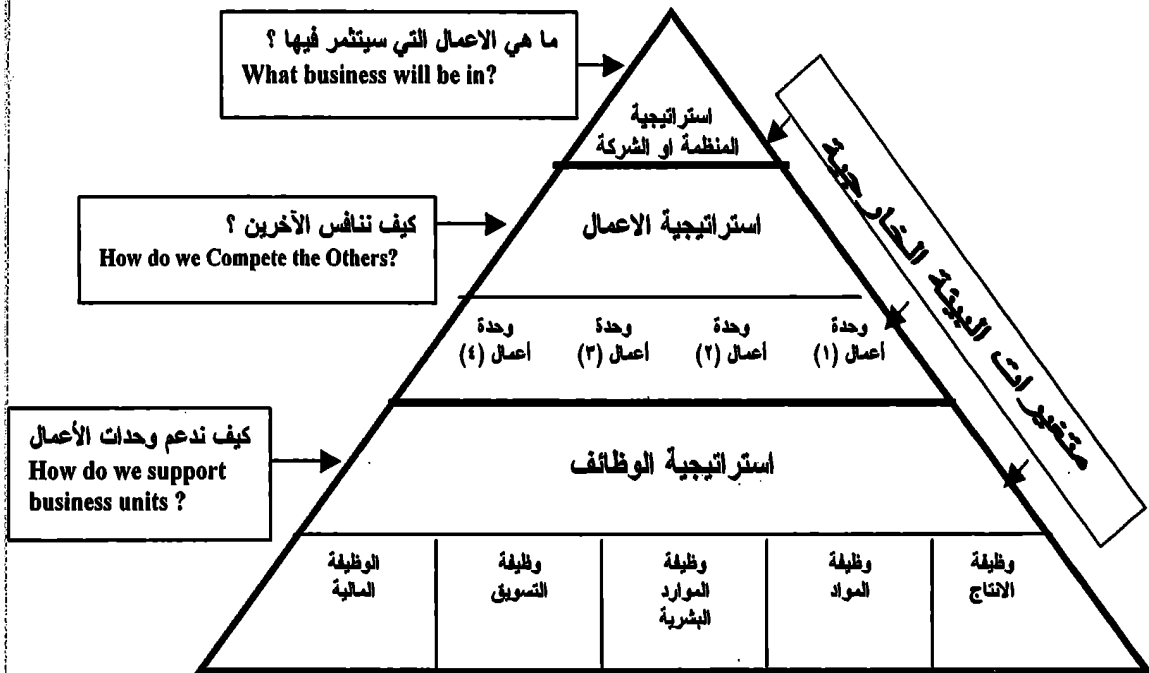 ما هي الاعمال التي سيتثمر فيها ؟
What business will be in?
استراتيجية
المنظمة او الشركة
متغيرات البيئة الخارجية
كيف ننافس الآخرين ؟
How do we Compete the Others?
استراتيجية الاعمال
وحدة
أعمال (١)
وحدة
أعمال (٢)
وحدة
أعمال (٣)
وحدة
أعمال (٤)
كيف ندعم وحدات الأعمال
How do we support
business units ?
استراتيجية الوظائف
وظيفة
الانتاج
وظيفة
المواد
وظيفة
الموارد
البشرية
وظيفة
التسويق
الوظيفة
المالية